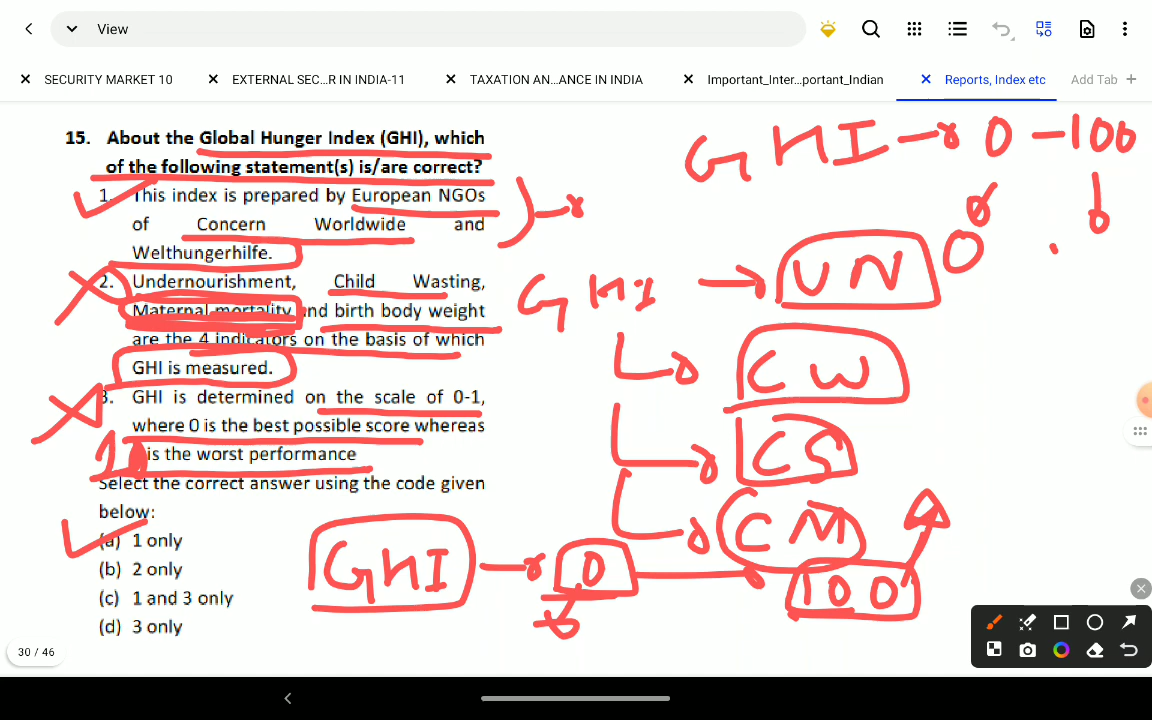 View
SECURITY MARKET 10
EXTERNAL SEC...R IN INDIA-11
TAXATION AN...ANCE IN INDIA
Important_Inter...portant_Indian
Reports, Index etc
Add Tab +
15. About the Global Hunger Index (GHI), which
of the following statement(s) is/are correct?
1. This index is prepared by European NGOs
of Concern Worldwide and
Welthungerhilfe.
2. Undernourishment, Child Wasting,
Maternal mortality and birth body weight
are the 4 indicators on the basis of which
GHI is measured.
3. GHI is determined on the scale of 0-1,
where 0 is the best possible score whereas
10 is the worst performance
Select the correct answer using the code given
below:
(a) 1 only
(b) 2 only
(c) 1 and 3 only
(d) 3 only
GHI → 0 - 100
0
GHI → UN
CW
CS
CM
GHI → 0
100
30 / 46